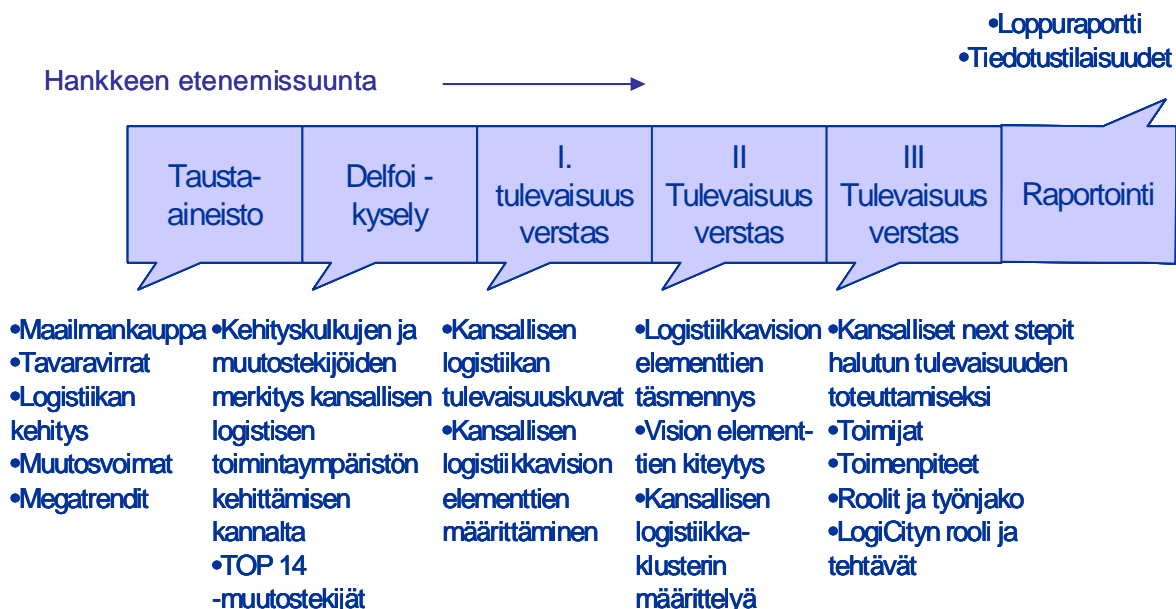 •Loppuraportti
•Tiedotustilaisuudet
Hankkeen etenemissuunta
Tausta-
aineisto
Delfoi -
kysely
I.
tulevaisuus
verstas
II
Tulevaisuus
verstas
III
Tulevaisuus
verstas
Raportointi
•Maailmankauppa
•Tavaravirrat
•Logistiikan
kehitys
•Muutosvoimat
•Megatrendit
•Kehityskulkujen ja
muutostekijöiden
merkitys kansallisen
logistisen
toimintaympäristön
kehittämisen
kannalta
•TOP 14
-muutostekijät
•Kansallisen
logistiikan
tulevaisuuskuvat
•Kansallisen
logistiikkavision
elementtien
määrittäminen
•Logistiikkavision
elementtien
täsmennys
•Vision element-
tien kiteytys
•Kansallisen
logistiikka-
klusterin
määrittelyä
•Kansalliset next stepit
halutun tulevaisuuden
toteuttamiseksi
•Toimijat
•Toimenpiteet
•Roolit ja työnjako
•LogiCityn rooli ja
tehtävät